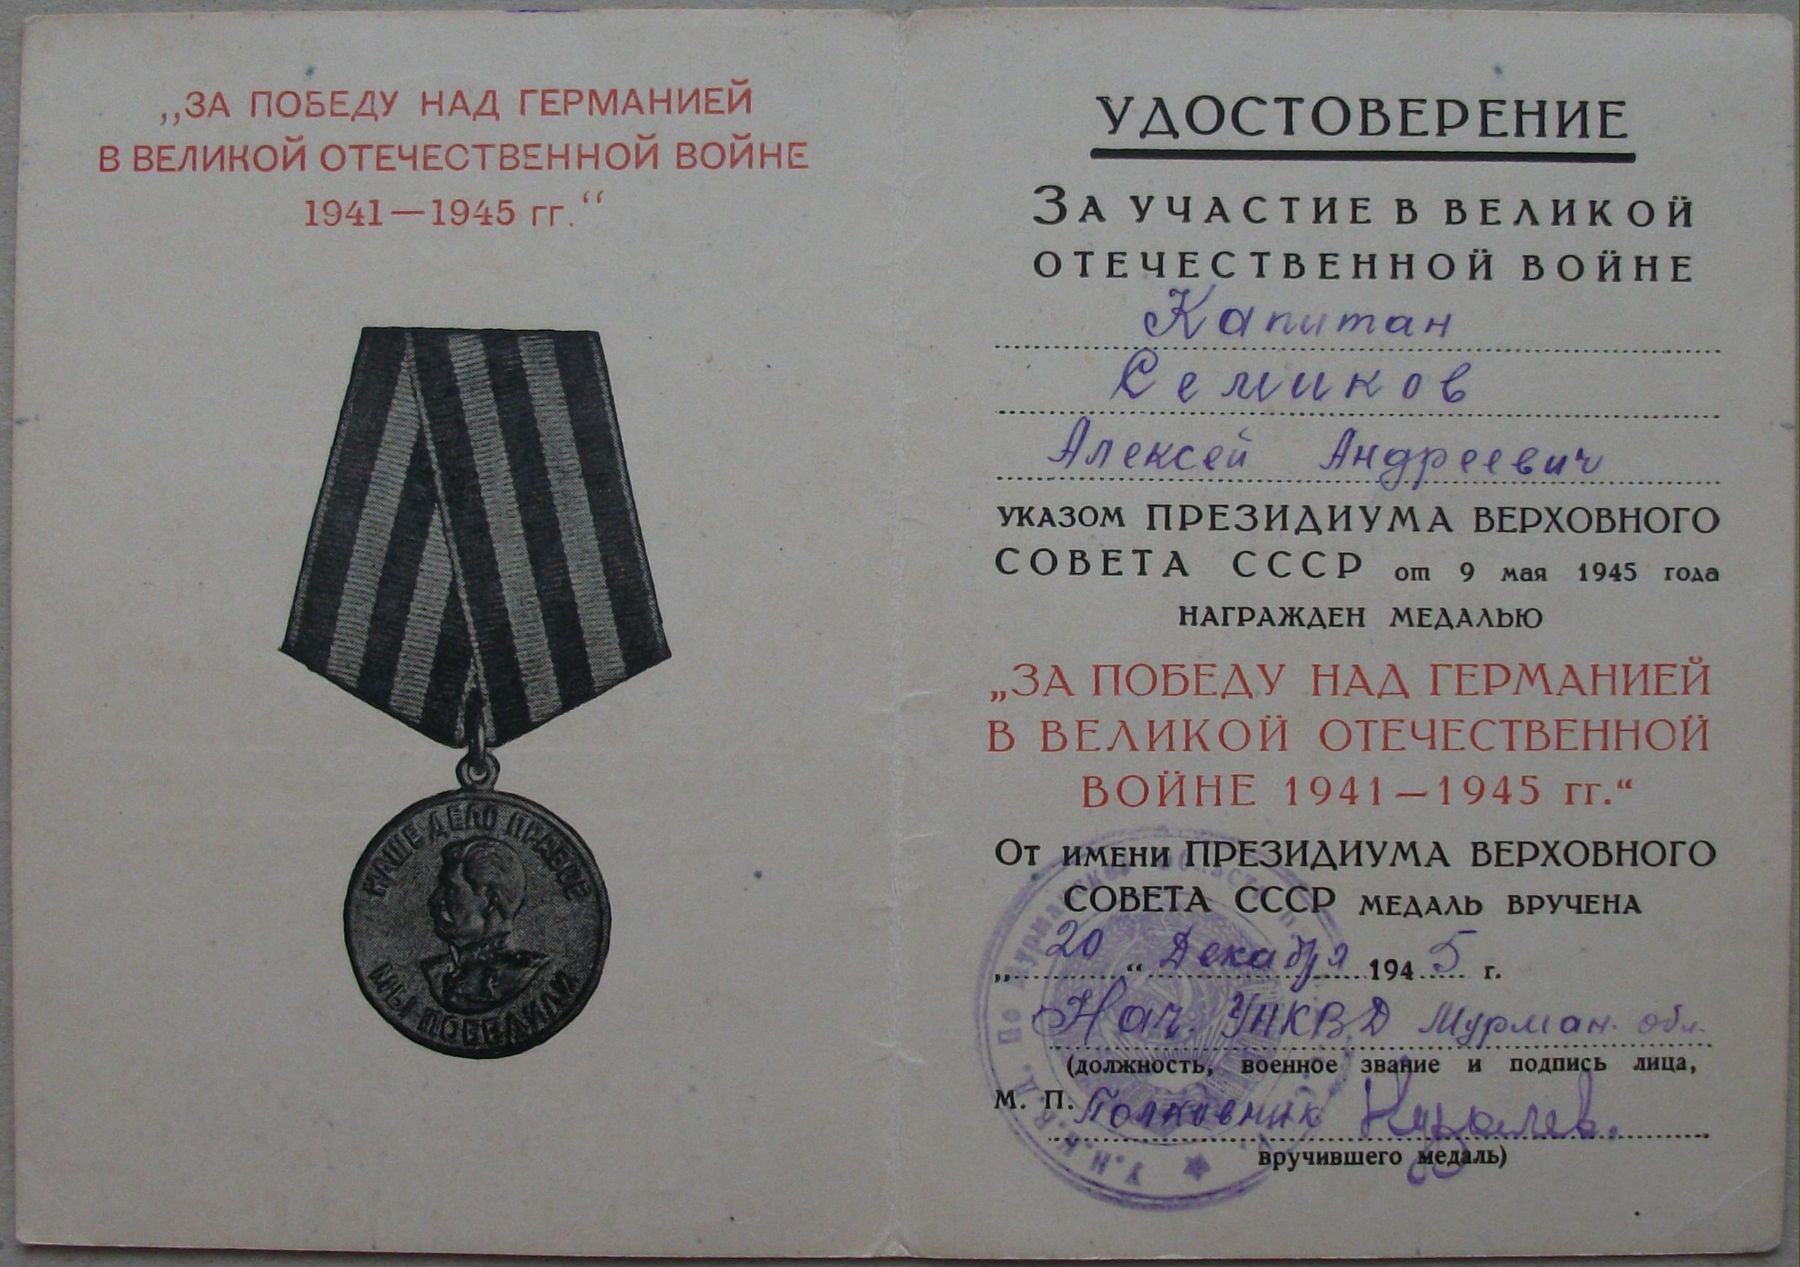 „ЗА ПОБЕДУ НАД ГЕРМАНИЕЙ
В ВЕЛИКОЙ ОТЕЧЕСТВЕННОЙ ВОЙНЕ
1941—1945 гг.“
НАШЕ ДЕЛО ПРАВОЕ
МЫ ПОБЕДИЛИ
УДОСТОВЕРЕНИЕ
ЗА УЧАСТИЕ В ВЕЛИКОЙ
ОТЕЧЕСТВЕННОЙ ВОЙНЕ
Капитан
Семиков
Алексей Андреевич
УКАЗОМ ПРЕЗИДИУМА ВЕРХОВНОГО
СОВЕТА СССР от 9 мая 1945 года
НАГРАЖДЕН МЕДАЛЬЮ
„ЗА ПОБЕДУ НАД ГЕРМАНИЕЙ
В ВЕЛИКОЙ ОТЕЧЕСТВЕННОЙ
ВОЙНЕ 1941—1945 гг.“
ОТ ИМЕНИ ПРЕЗИДИУМА ВЕРХОВНОГО
СОВЕТА СССР МЕДАЛЬ ВРУЧЕНА
„20“ Декабря 1945 г.
Нач. УНКВД Мурман. обл.
(должность, военное звание и подпись лица,
М. П. Полковник
вручившего медаль)
У.Н.К.В.Д. По Мурманской области